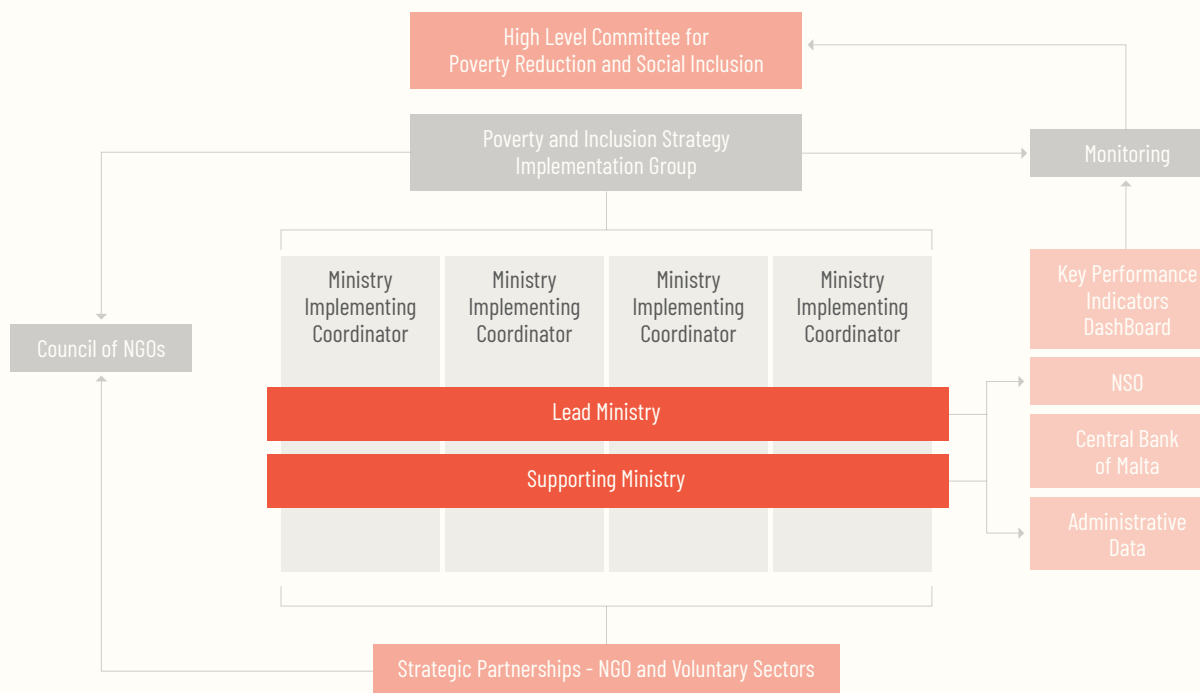 High Level Committee for
Poverty Reduction and Social Inclusion
Poverty and Inclusion Strategy
Implementation Group
Monitoring
Ministry
Implementing
Coordinator
Ministry
Implementing
Coordinator
Ministry
Implementing
Coordinator
Ministry
Implementing
Coordinator
Key Performance
Indicators
DashBoard
Council of NGOs
Lead Ministry
NSO
Central Bank
of Malta
Supporting Ministry
Administrative
Data
Strategic Partnerships - NGO and Voluntary Sectors